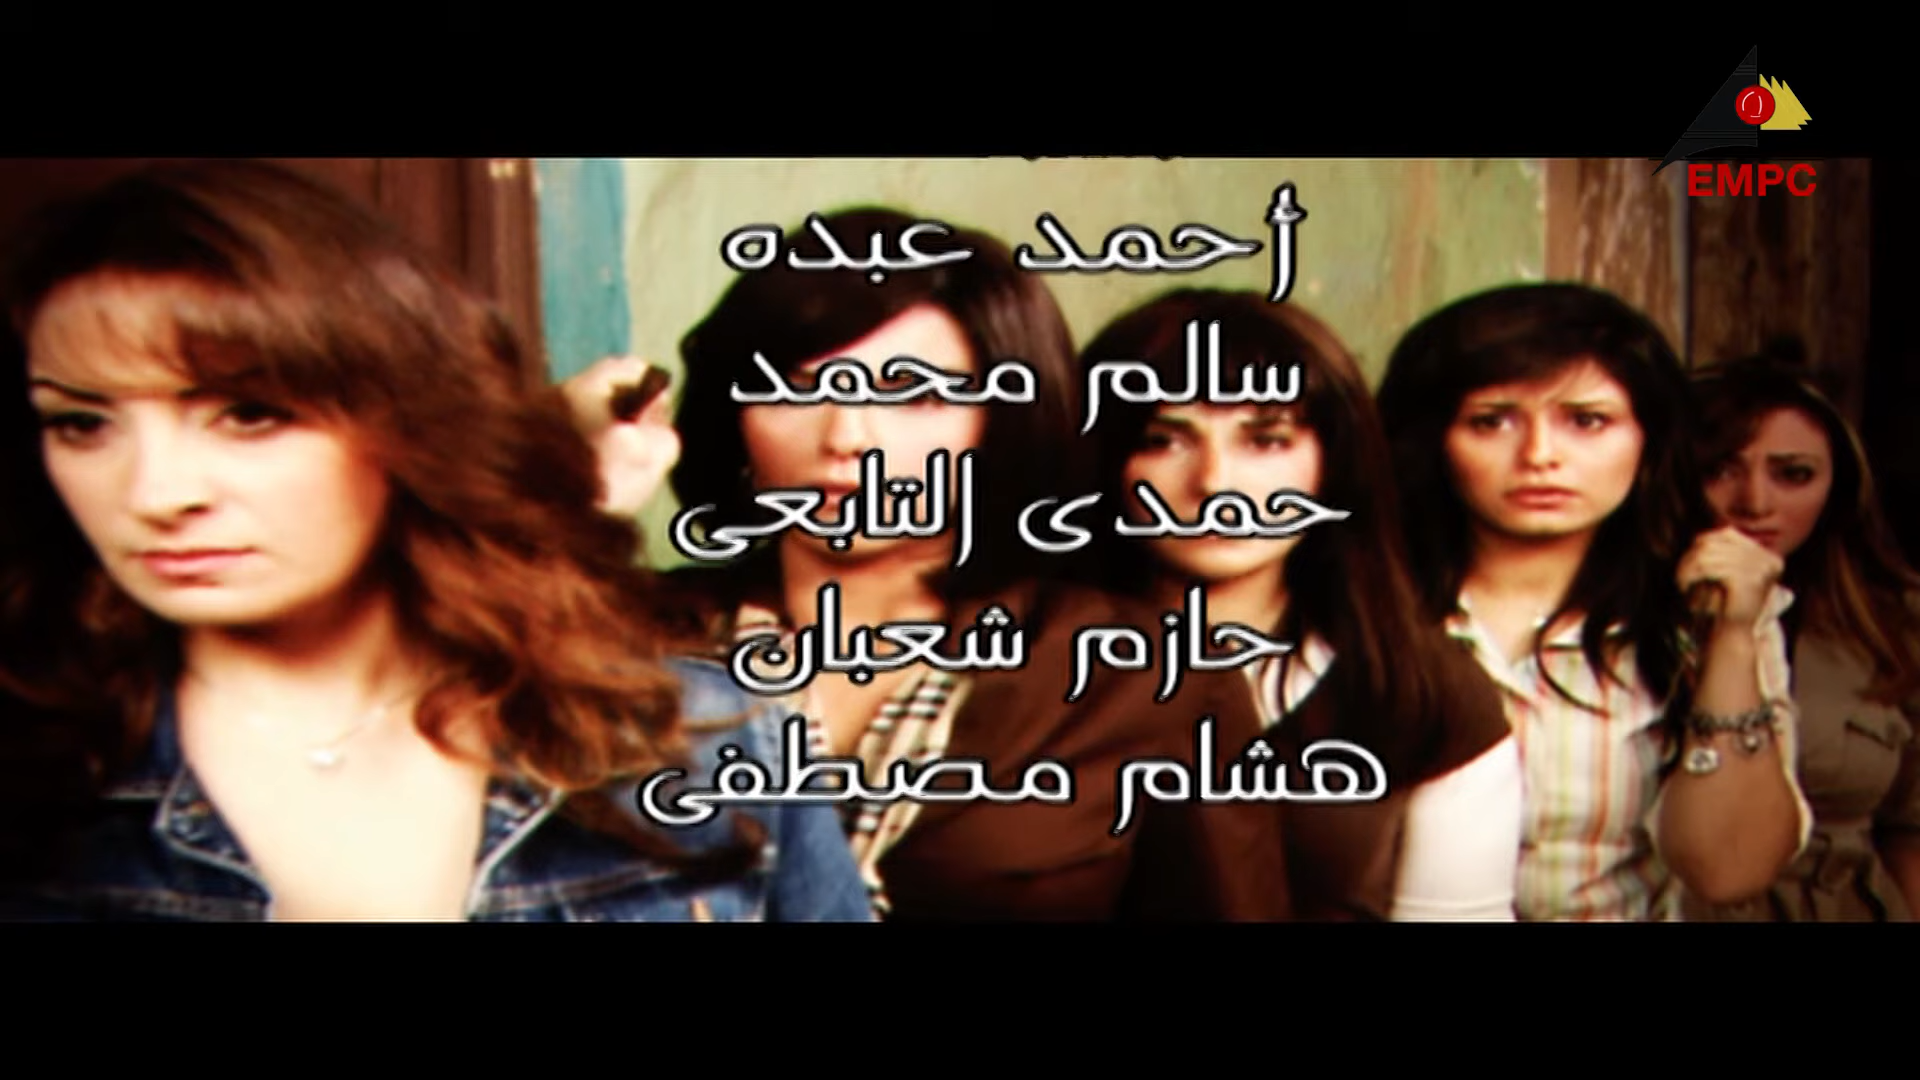 EMPC
أحمد عبده
سالم محمد
حمدى التابعى
حازم شعبان
هشام مصطفى